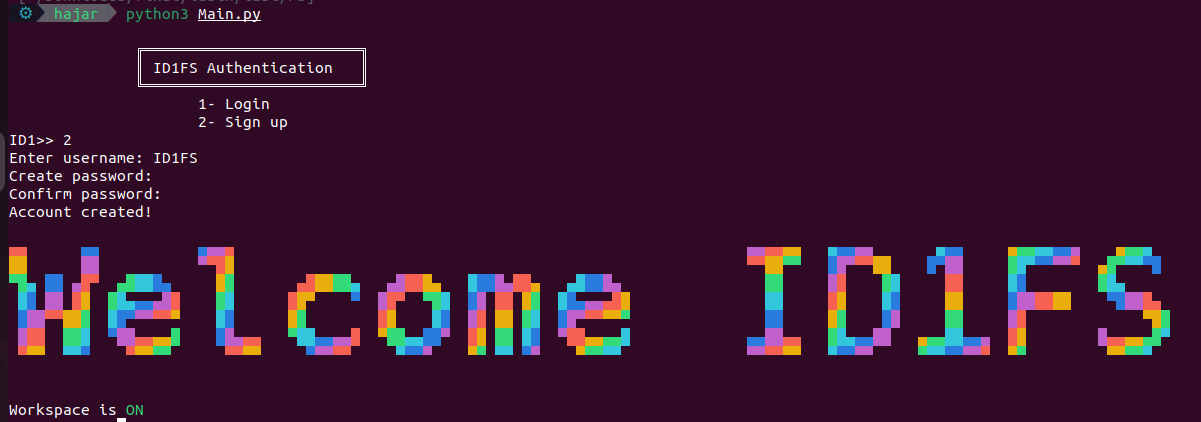 hajar python3 Main.py
ID1FS Authentication
1- Login
2- Sign up
ID1>> 2
Enter username: ID1FS
Create password:
Confirm password:
Account created!
Welcome ID1FS
Workspace is ON